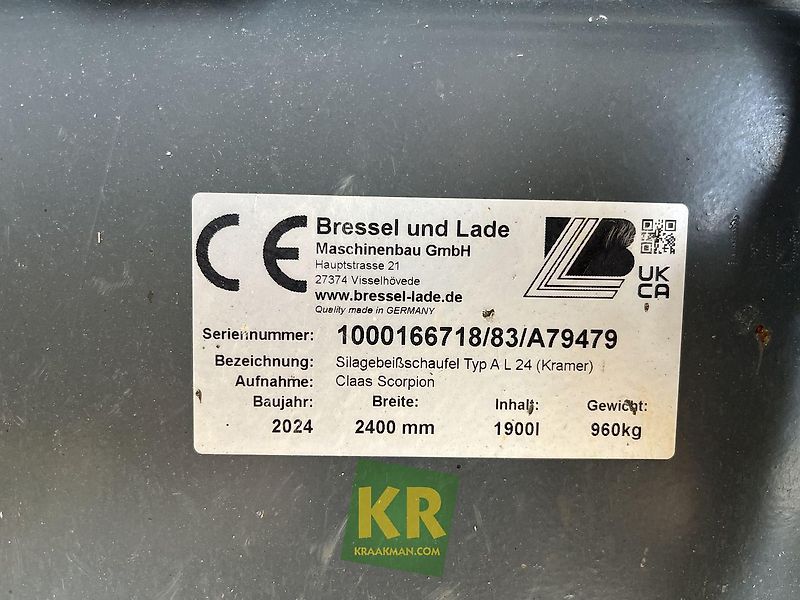 CE
Bressel und Lade
Maschinenbau GmbH
Hauptstrasse 21
27374 Visselhövede
www.bressel-lade.de
Quality made in GERMANY
LB
UK
CA
Seriennummer: 1000166718/83/A79479
Bezeichnung: Silagebeißschaufel Typ A L 24 (Kramer)
Aufnahme: Claas Scorpion
Baujahr: Breite: Inhalt: Gewicht:
2024 2400 mm 1900l 960kg
KR
KRAAKMAN.COM